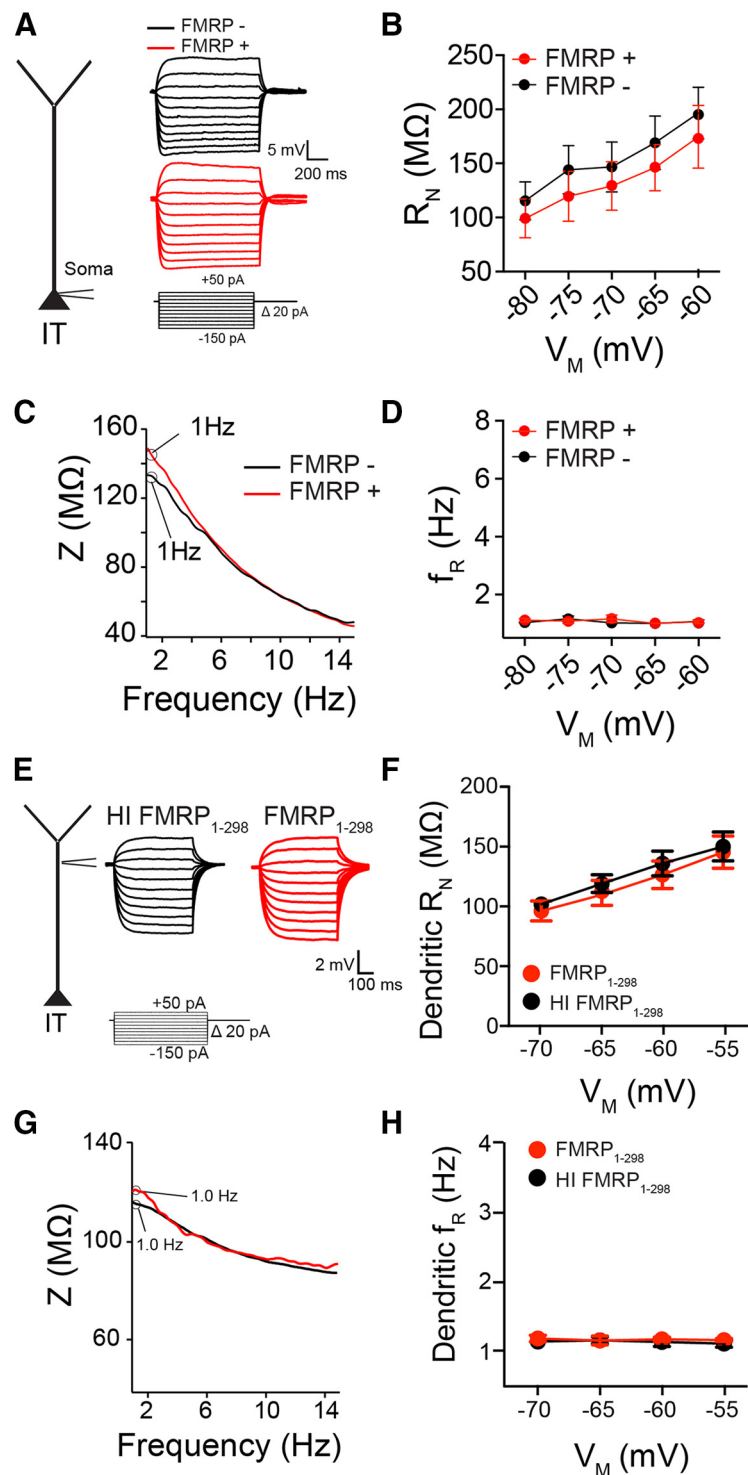 A
FMRP -
FMRP +
5 mV
200 ms
Soma
IT
+50 pA
Δ 20 pA
-150 pA
B
FMRP +
FMRP -
R_N (MΩ)
250
200
150
100
50
-80
-75
-70
-65
-60
V_M (mV)
C
Z (MΩ)
160
120
80
40
1Hz
1Hz
FMRP -
FMRP +
2
6
10
14
Frequency (Hz)
D
FMRP +
FMRP -
f_R (Hz)
8
6
4
2
-80
-75
-70
-65
-60
V_M (mV)
E
HI FMRP_1-298
FMRP_1-298
2 mV
100 ms
IT
+50 pA
Δ 20 pA
-150 pA
F
Dendritic R_N (MΩ)
200
150
100
50
0
FMRP_1-298
HI FMRP_1-298
-70
-65
-60
-55
V_M (mV)
G
Z (MΩ)
140
100
60
1.0 Hz
1.0 Hz
2
6
10
14
Frequency (Hz)
H
FMRP_1-298
HI FMRP_1-298
Dendritic f_R (Hz)
4
3
2
1
-70
-65
-60
-55
V_M (mV)